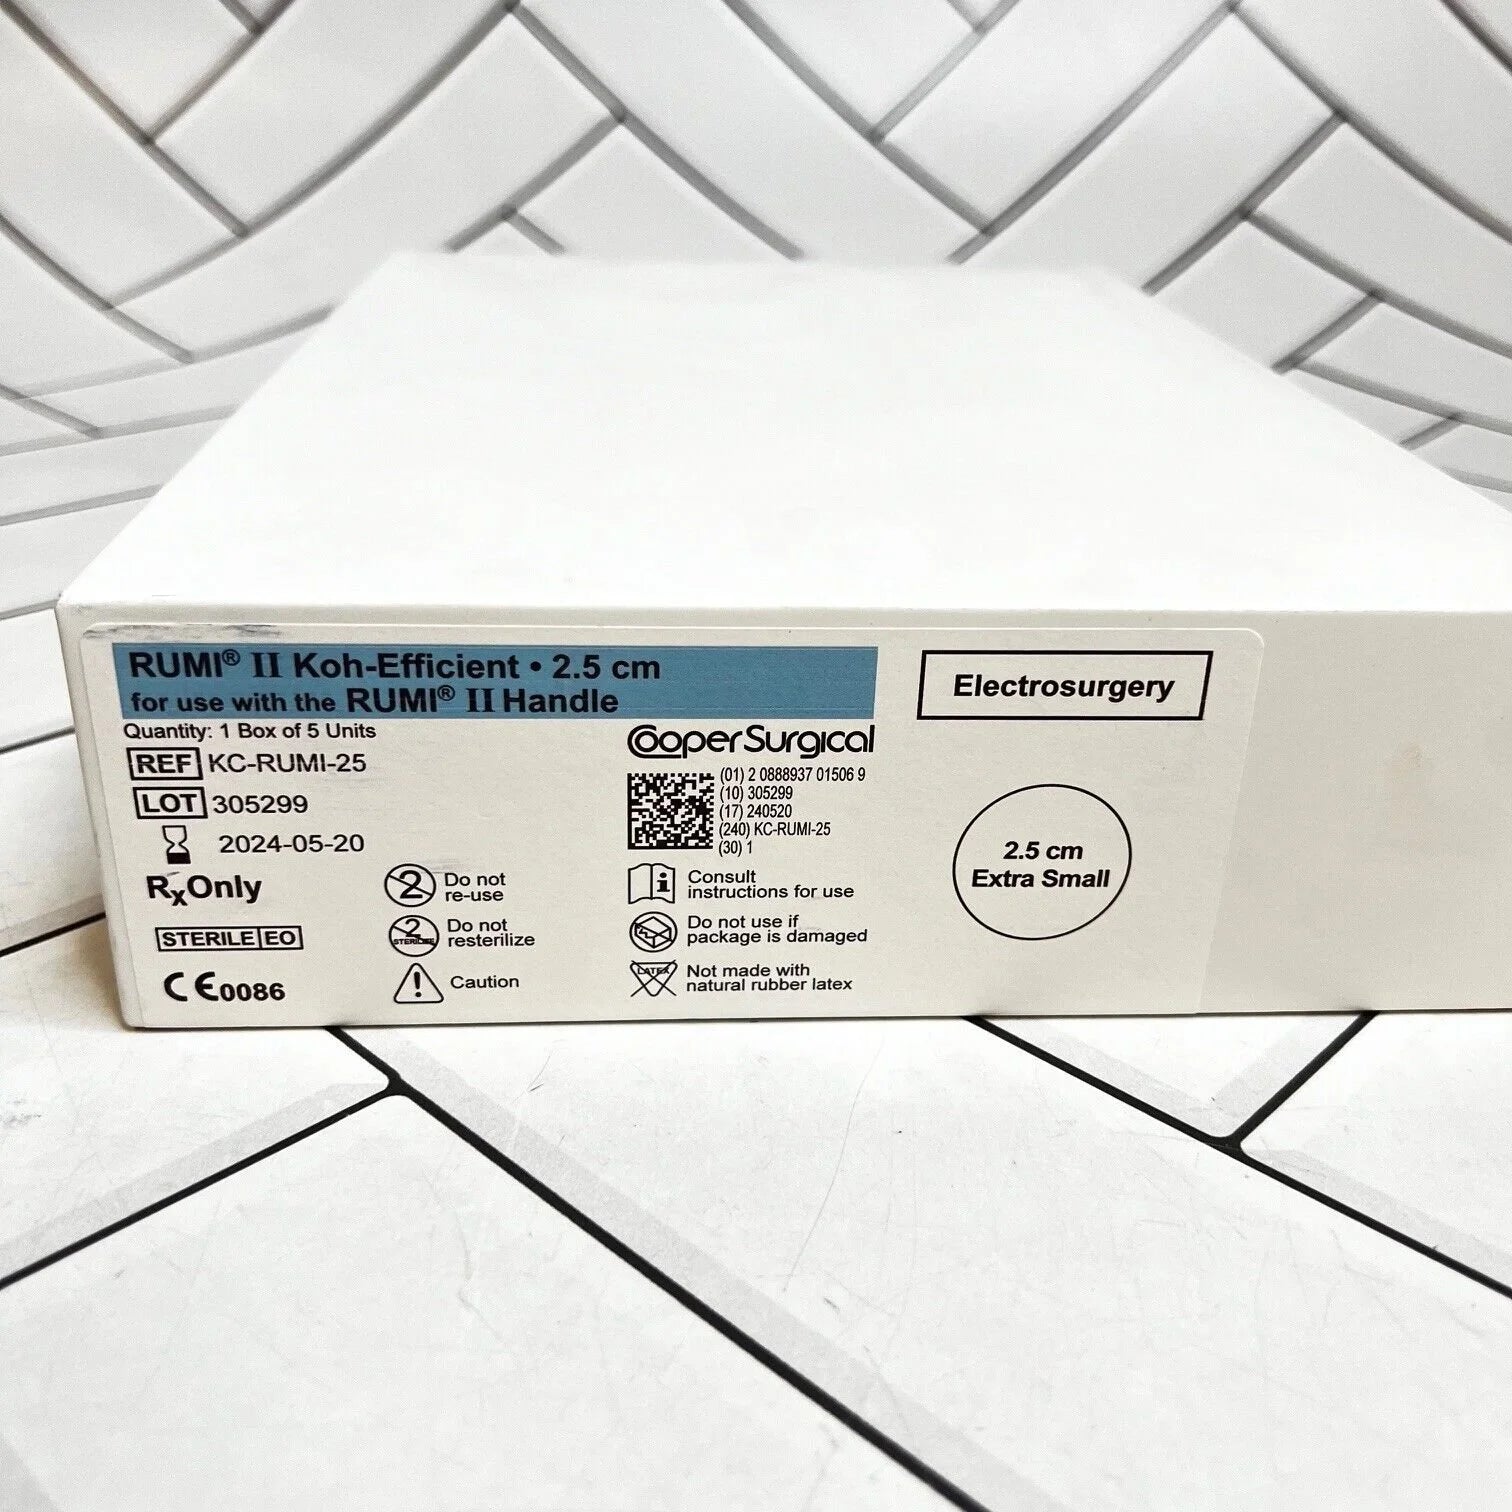 RUMI® II Koh-Efficient • 2.5 cm
for use with the RUMI® II Handle
Quantity: 1 Box of 5 Units
REF KC-RUMI-25
LOT 305299
2024-05-20
RxOnly
STERILE EO
CE0086
2 Do not
re-use
2 STERILIZE Do not
resterilize
! Caution
CooperSurgical
(01) 2 0888937 01506 9
(10) 305299
(17) 240520
(240) KC-RUMI-25
(30) 1
i Consult
instructions for use
Do not use if
package is damaged
LATEX Not made with
natural rubber latex
Electrosurgery
2.5 cm
Extra Small